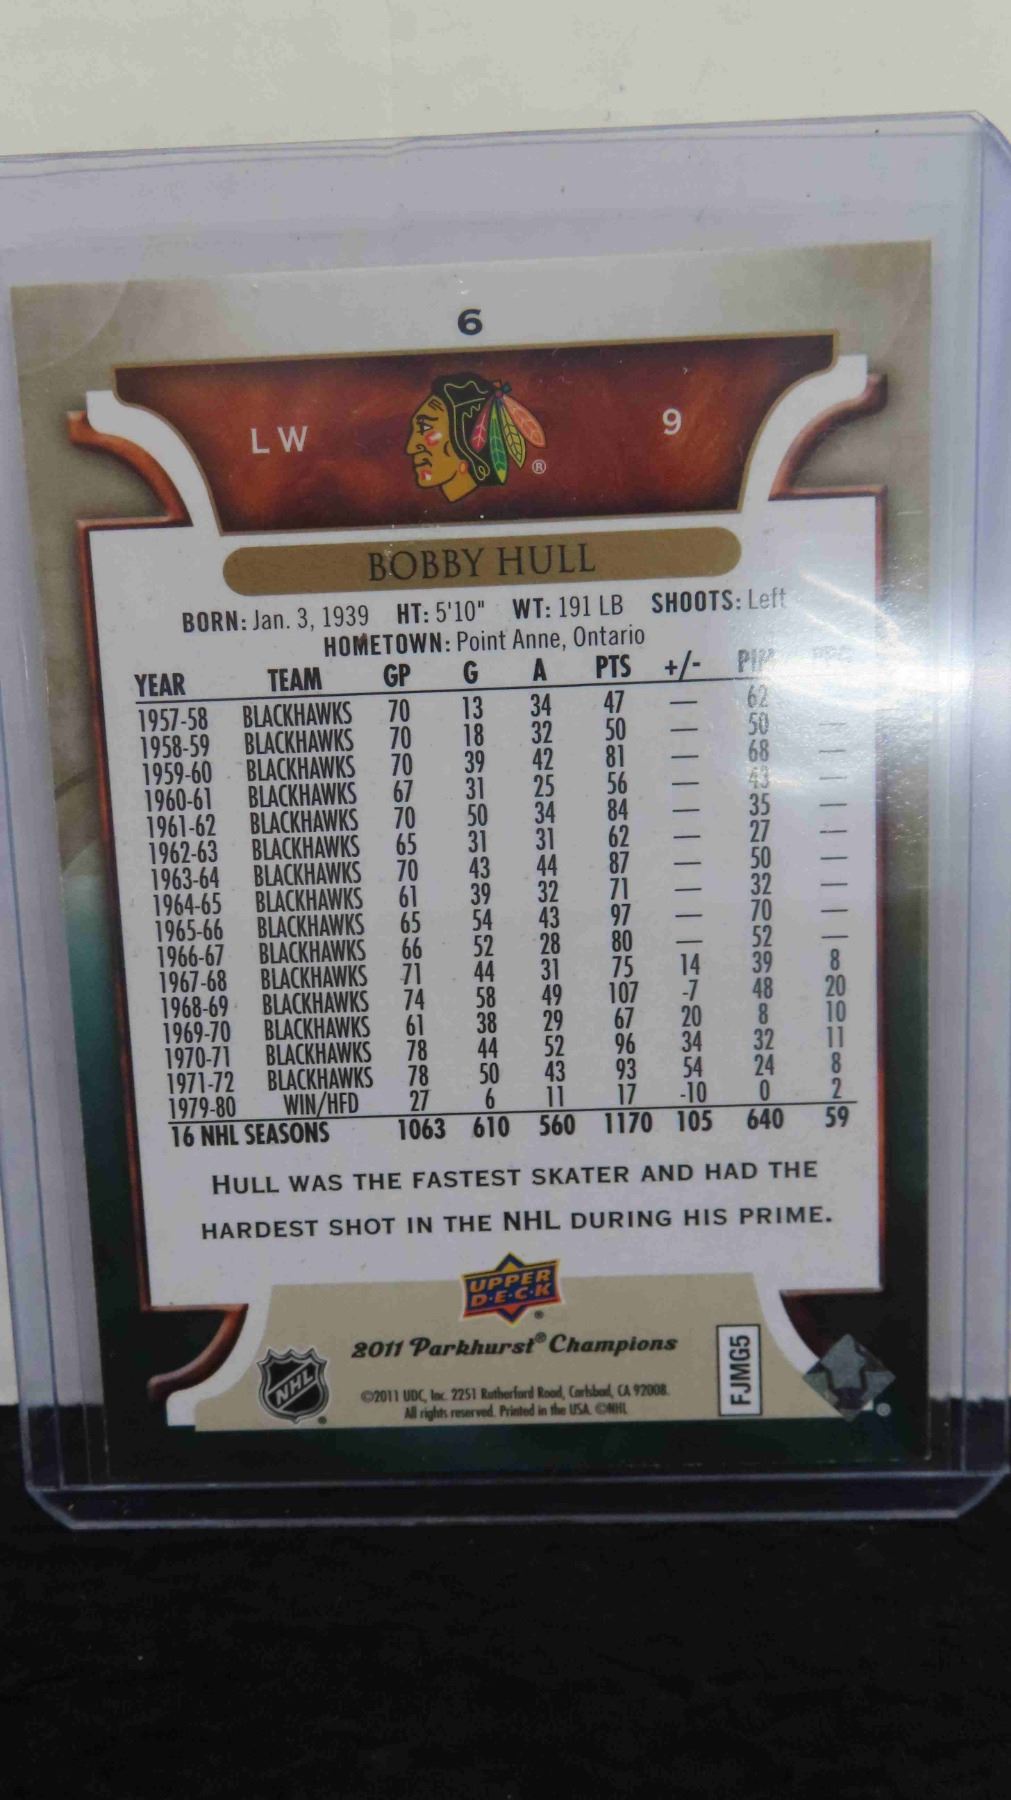 6
LW 9
®
BOBBY HULL
BORN: Jan. 3, 1939 HT: 5'10" WT: 191 LB SHOOTS: Left
HOMETOWN: Point Anne, Ontario
YEAR TEAM GP G A PTS +/- PIM
1957-58 BLACKHAWKS 70 13 34 47 — 62
1958-59 BLACKHAWKS 70 18 32 50 — 50 —
1959-60 BLACKHAWKS 70 39 42 81 — 68 —
1960-61 BLACKHAWKS 67 31 25 56 — 43 —
1961-62 BLACKHAWKS 70 50 34 84 — 35 —
1962-63 BLACKHAWKS 65 31 31 62 — 27 —
1963-64 BLACKHAWKS 70 43 44 87 — 50 —
1964-65 BLACKHAWKS 61 39 32 71 — 32 —
1965-66 BLACKHAWKS 65 54 43 97 — 70 —
1966-67 BLACKHAWKS 66 52 28 80 — 52 —
1967-68 BLACKHAWKS 71 44 31 75 14 39 8
1968-69 BLACKHAWKS 74 58 49 107 -7 48 20
1969-70 BLACKHAWKS 61 38 29 67 20 8 10
1970-71 BLACKHAWKS 78 44 52 96 34 32 11
1971-72 BLACKHAWKS 78 50 43 93 54 24 8
1979-80 WIN/HFD 27 6 11 17 -10 0 2
16 NHL SEASONS 1063 610 560 1170 105 640 59
HULL WAS THE FASTEST SKATER AND HAD THE
HARDEST SHOT IN THE NHL DURING HIS PRIME.
UPPER
D·E·C·K
®
2011 Parkhurst® Champions
NHL
®
©2011 UDC, Inc. 2251 Rutherford Road, Carlsbad, CA 92008.
All rights reserved. Printed in the USA. ©NHL
FJMG5
®